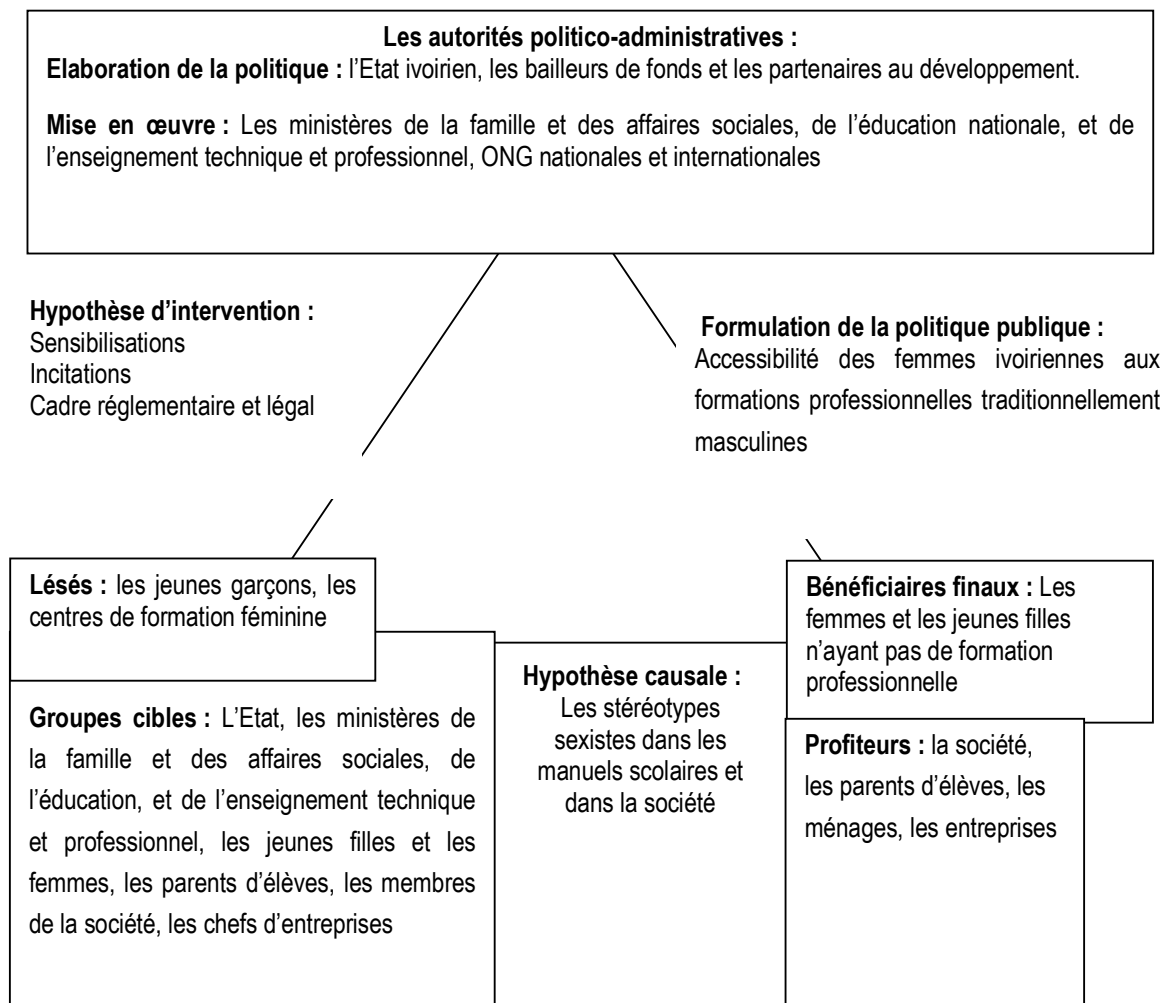 Les autorités politico-administratives :
Elaboration de la politique : l’Etat ivoirien, les bailleurs de fonds et les partenaires au développement.
Mise en œuvre : Les ministères de la famille et des affaires sociales, de l’éducation nationale, et de
l’enseignement technique et professionnel, ONG nationales et internationales
Hypothèse d’intervention :
Sensibilisations
Incitations
Cadre réglementaire et légal
Formulation de la politique publique :
Accessibilité des femmes ivoiriennes aux
formations professionnelles traditionnellement
masculines
Lésés : les jeunes garçons, les
centres de formation féminine
Groupes cibles : L’Etat, les ministères de
la famille et des affaires sociales, de
l’éducation, et de l’enseignement technique
et professionnel, les jeunes filles et les
femmes, les parents d’élèves, les membres
de la société, les chefs d’entreprises
Hypothèse causale :
Les stéréotypes
sexistes dans les
manuels scolaires et
dans la société
Bénéficiaires finaux : Les
femmes et les jeunes filles
n’ayant pas de formation
professionnelle
Profiteurs : la société,
les parents d’élèves, les
ménages, les entreprises